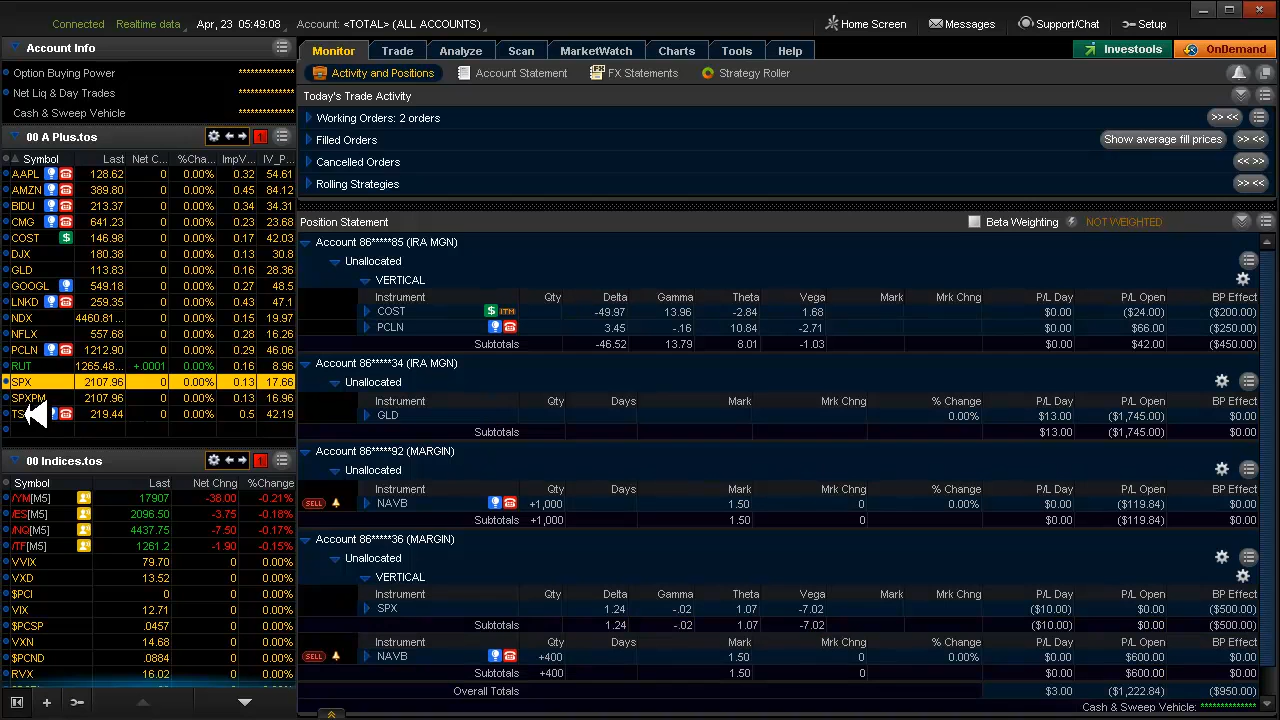 Connected Realtime data Apr, 23 05:49:08 Account: <TOTAL> (ALL ACCOUNTS) Home Screen Messages Support/Chat Setup
Account Info
Option Buying Power ************
Net Liq & Day Trades ************
Cash & Sweep Vehicle ************
00 A Plus.tos 1
Symbol Last Net C... %Cha... ImpV... IV_P...
AAPL 128.62 0 0.00% 0.32 54.61
AMZN 389.80 0 0.00% 0.45 84.12
BIDU 213.37 0 0.00% 0.34 34.31
CMG 641.23 0 0.00% 0.23 23.68
COST 146.98 0 0.00% 0.17 42.03
DJX 180.38 0 0.00% 0.13 30.8
GLD 113.83 0 0.00% 0.16 28.36
GOOGL 549.18 0 0.00% 0.27 48.5
LNKD 259.35 0 0.00% 0.43 47.1
NDX 4460.81... 0 0.00% 0.15 19.97
NFLX 557.68 0 0.00% 0.28 16.26
PCLN 1212.90 0 0.00% 0.29 46.06
RUT 1265.48... +.0001 0.00% 0.16 8.96
SPX 2107.96 0 0.00% 0.13 17.66
SPXPM 2107.96 0 0.00% 0.13 16.96
219.44 0 0.00% 0.5 42.19
00 Indices.tos 1
Symbol Last Net Chng %Change
/YM[M5] 17907 -38.00 -0.21%
/ES[M5] 2096.50 -3.75 -0.18%
/NQ[M5] 4437.75 -7.50 -0.17%
/TF[M5] 1261.2 -1.90 -0.15%
VVIX 79.70 0 0.00%
VXD 13.52 0 0.00%
$PCI 0 0 0.00%
VIX 12.71 0 0.00%
$PCSP .0457 0 0.00%
VXN 14.68 0 0.00%
$PCND .0884 0 0.00%
RVX 16.02 0 0.00%
Monitor Trade Analyze Scan MarketWatch Charts Tools Help Investools OnDemand
Activity and Positions Account Statement FX Statements Strategy Roller
Today's Trade Activity
Working Orders: 2 orders >> <<
Filled Orders Show average fill prices >> <<
Cancelled Orders << >>
Rolling Strategies >> <<
Position Statement Beta Weighting NOT WEIGHTED
Account 86*****85 (IRA MGN)
Unallocated
VERTICAL
Instrument Delta Gamma Theta Vega Mark Mrk Chng P/L Day P/L Open BP Effect
COST ITM -49.97 13.96 -2.84 $0.00 ($24.00) ($200.00)
PCLN 3.45 -.16 -2.71 $0.00 $66.00 ($250.00)
Subtotals -46.52 13.79 8.01 -1.03 $0.00 $42.00 ($450.00)
(IRA MGN)
Unallocated
Instrument Days Mark Mrk Chng % Change P/L Day P/L Open BP Effect
GLD 0.00% $13.00 ($1,745.00) $0.00
Subtotals $13.00 ($1,745.00) $0.00
(MARGIN)
Unallocated
Instrument Qty Days Mark Mrk Chng % Change P/L Day P/L Open BP Effect
SELL +1,000 0 0.00% $0.00 $0.00
Subtotals 0 $0.00 $0.00
(MARGIN)
Unallocated
VERTICAL
Instrument Qty Delta Gamma Theta Vega Mark Mrk Chng P/L Day P/L Open BP Effect
1.24 -.02 1.07 -7.02 ($10.00) $0.00 ($500.00)
Subtotals 1.24 -.02 1.07 -7.02 ($10.00) $0.00 ($500.00)
Instrument Qty Days Mark Mrk Chng % Change P/L Day P/L Open BP Effect
SELL +400 1.50 0 0.00% $0.00 $600.00 $0.00
Subtotals +400 1.50 0 $0.00 $600.00 $0.00
Overall Totals $3.00 ($1,222.84) ($950.00)
Cash & Sweep Vehicle: ************